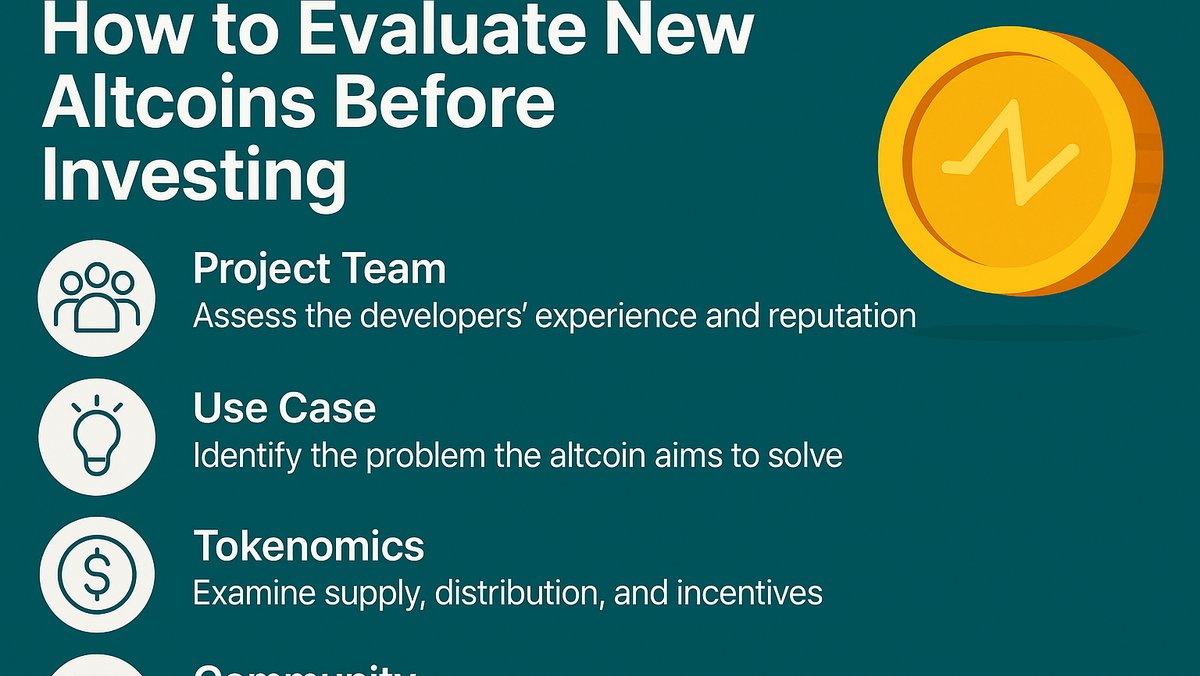 How to Evaluate New
Altcoins Before
Investing
Project Team
Assess the developers’ experience and reputation
Use Case
Identify the problem the altcoin aims to solve
Tokenomics
Examine supply, distribution, and incentives
Community